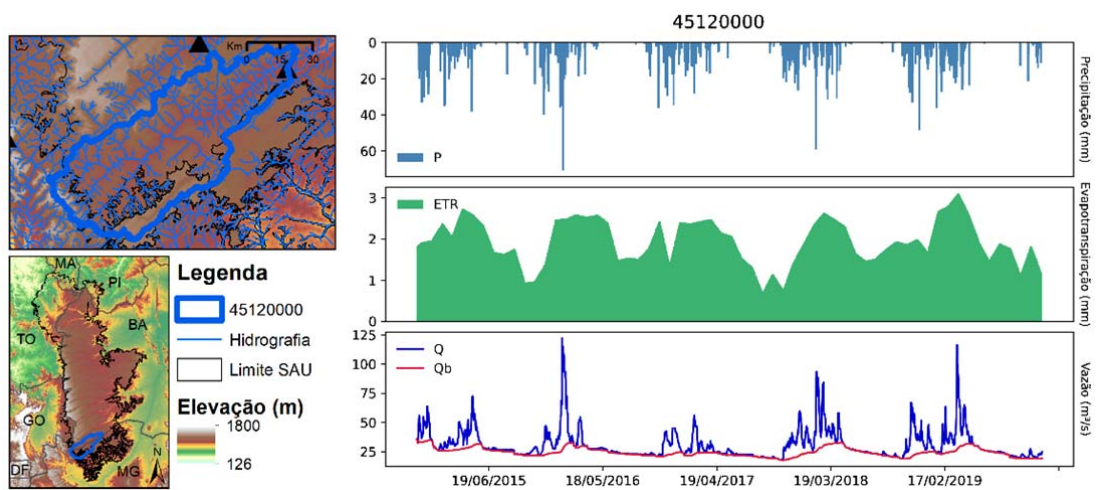 45120000
Km
0 15 30
MA
PI
BA
TO
GO
DF
MG
N
Legenda
45120000
Hidrografia
Limite SAU
Elevação (m)
1800
126
0
20
40
60
P
Precipitação (mm)
3
2
1
0
ETR
Evapotranspiração (mm)
125
100
75
50
25
Q
Qb
Vazão (m³/s)
19/06/2015 18/05/2016 19/04/2017 19/03/2018 17/02/2019